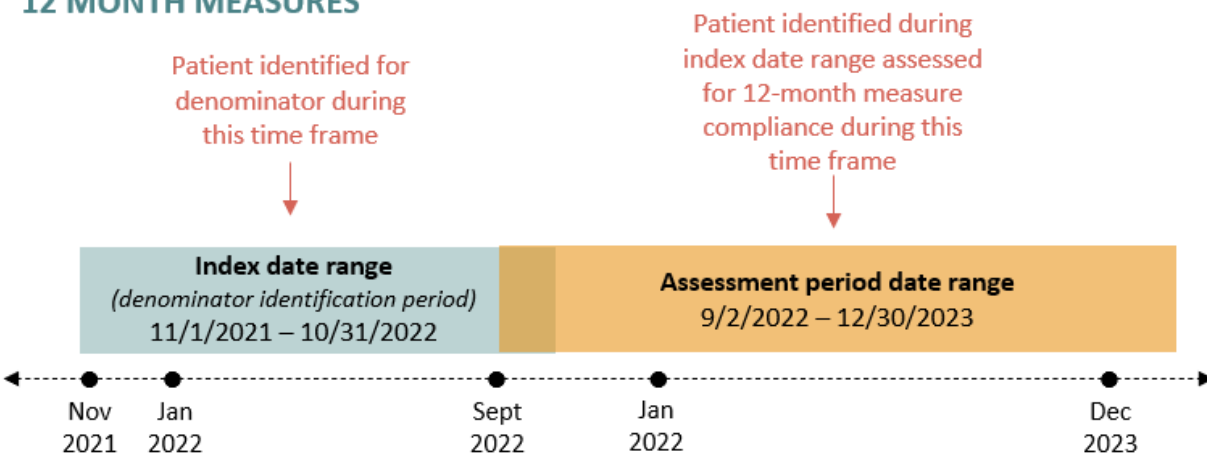 12 MONTH MEASURES
Patient identified for
denominator during
this time frame
Patient identified during
index date range assessed
for 12-month measure
compliance during this
time frame
Index date range
(denominator identification period)
11/1/2021 – 10/31/2022
Assessment period date range
9/2/2022 – 12/30/2023
Nov
2021
Jan
2022
Sept
2022
Jan
2022
Dec
2023